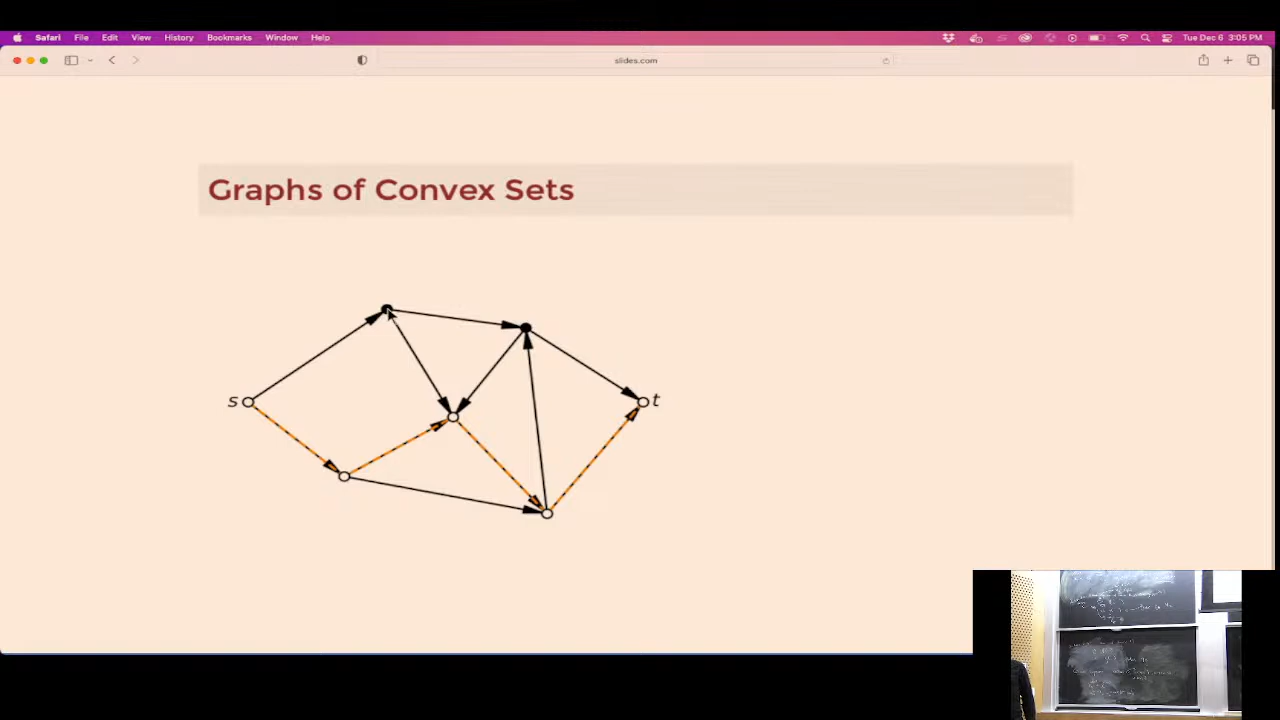 Safari File Edit View History Bookmarks Window Help Tue Dec 6 3:05 PM
slides.com
Graphs of Convex Sets
s
t